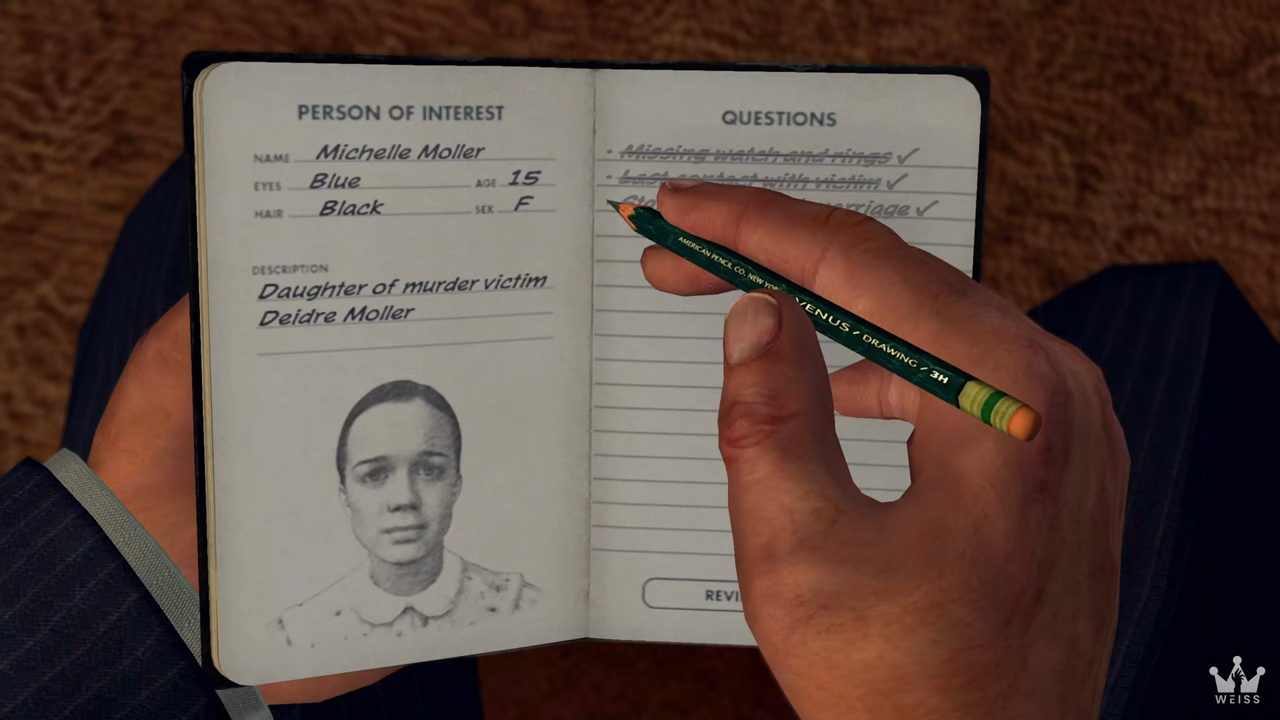 PERSON OF INTEREST
NAME Michelle Moller
EYES Blue AGE 15
HAIR Black SEX F
DESCRIPTION
Daughter of murder victim
Deidre Moller
QUESTIONS
· Missing watch and rings ✓
· Last contact with victim ✓
marriage ✓
AMERICAN PENCIL CO. NEW YORK VENUS / DRAWING / 3H
WEISS